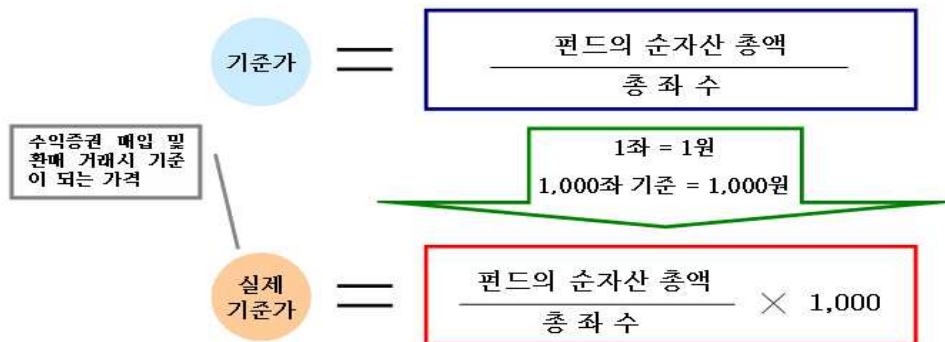 기준가
펀드의 순자산 총액
총 좌 수
수익증권 매입 및
환매 거래시 기준
이 되는 가격
1좌 = 1원
1,000좌 기준 = 1,000원
실제
기준가
펀드의 순자산 총액
총 좌 수
× 1,000